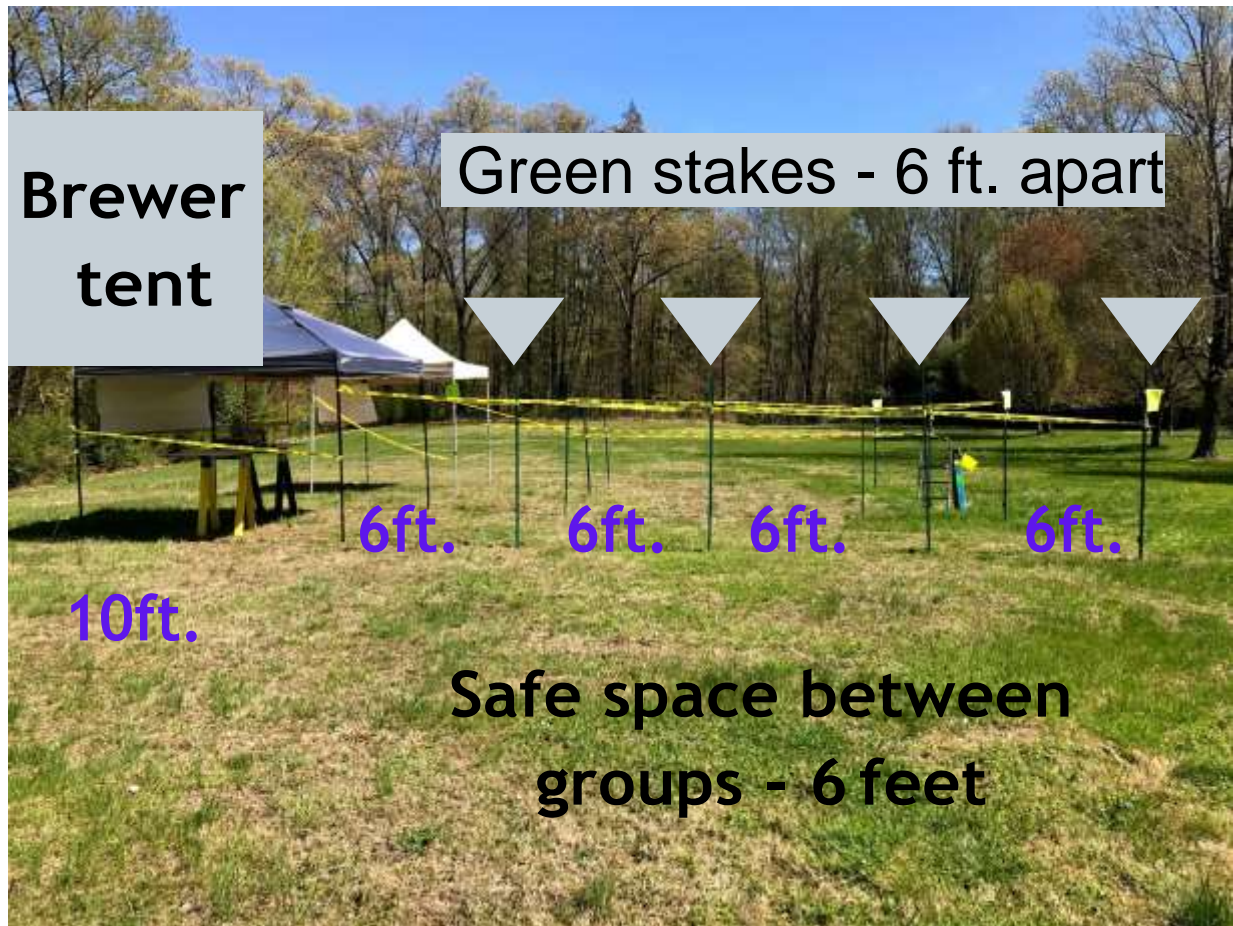 Brewer
tent
Green stakes - 6 ft. apart
6ft. 6ft. 6ft. 6ft.
10ft.
Safe space between
groups - 6 feet